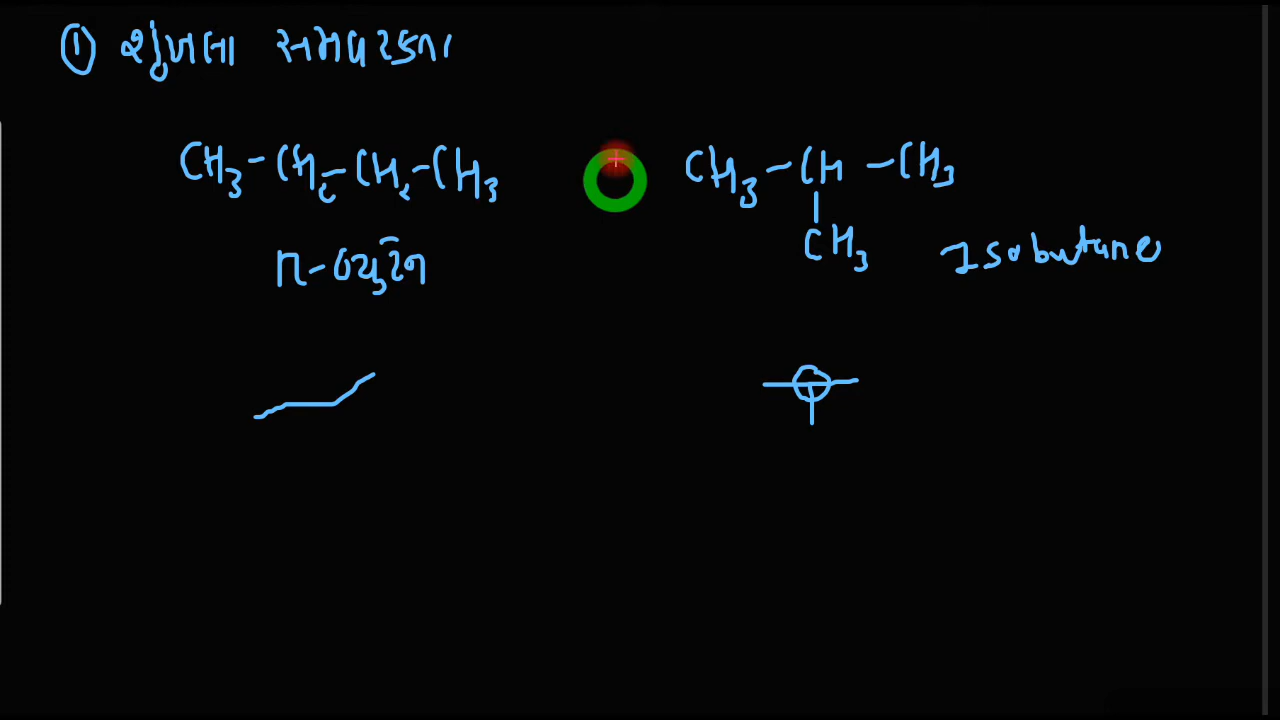 ① શૃંખલા સમઘટકતા
CH₃-CH₂-CH₂-CH₃
CH₃-CH-CH₃
|
CH₃
n-બ્યુટેન
Isobutane